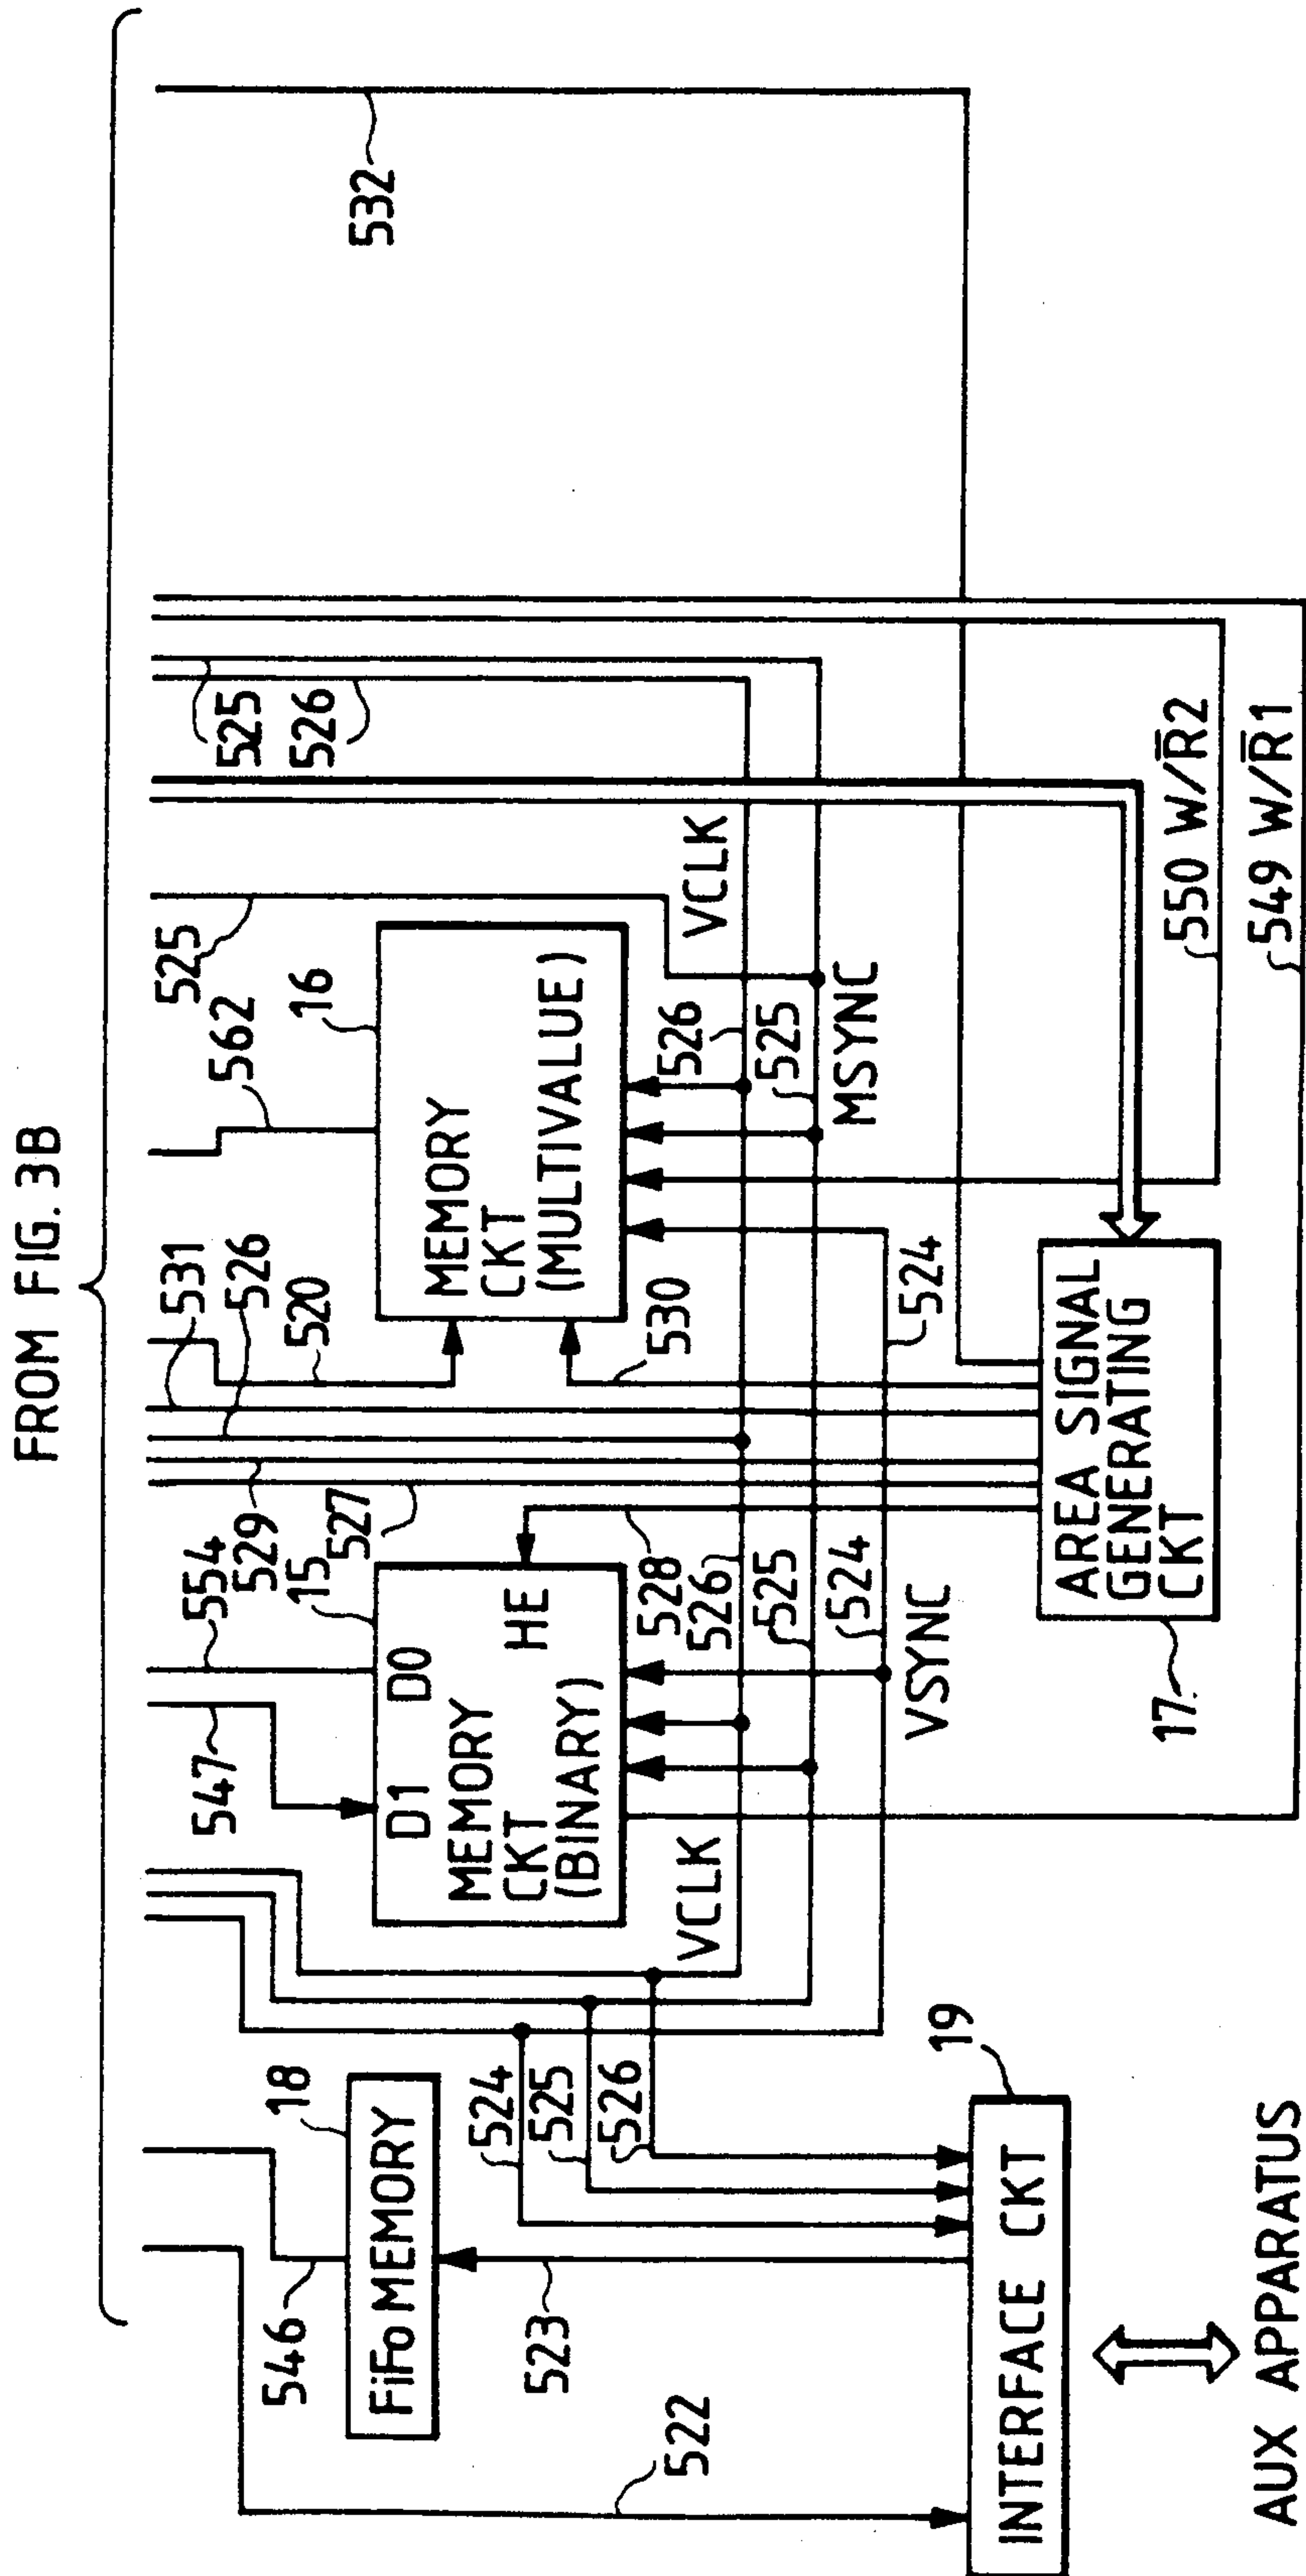 FROM FIG. 3B
532
525
526
525
562
16
531
526
520
554
529
15
527
547
MEMORY
CKT
(MULTIVALUE)
VCLK
526
525
MSYNC
530
524
550 W/R̅2
549 W/R̅1
D1 D0
HE
MEMORY
CKT
(BINARY)
528
526
525
524
VSYNC
VCLK
AREA SIGNAL
GENERATING
CKT
17
18
546
FiFo MEMORY
524
525
526
523
522
19
INTERFACE CKT
AUX APPARATUS